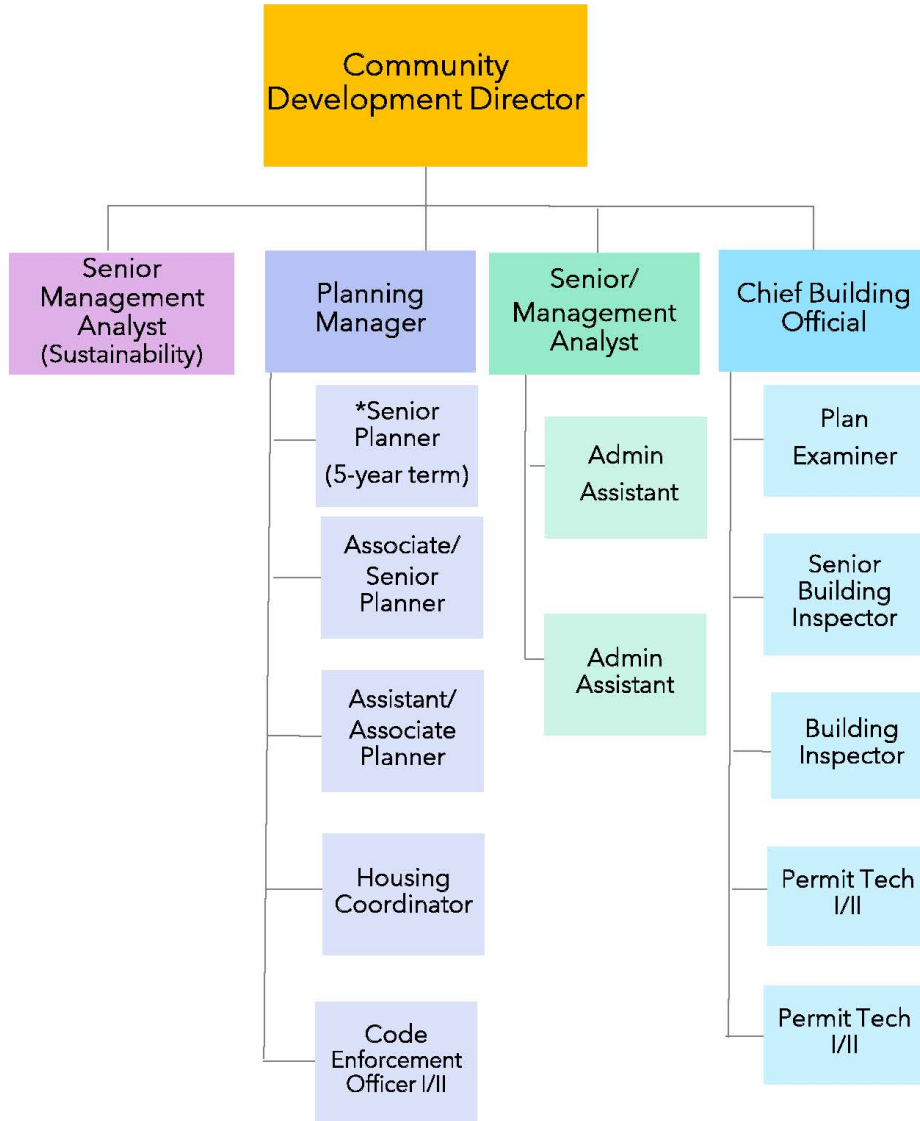 Community
Development Director
Senior
Management
Analyst
(Sustainability)
Planning
Manager
Senior/
Management
Analyst
Chief Building
Official
*Senior
Planner
(5-year term)
Associate/
Senior
Planner
Assistant/
Associate
Planner
Housing
Coordinator
Code
Enforcement
Officer I/II
Admin
Assistant
Admin
Assistant
Plan
Examiner
Senior
Building
Inspector
Building
Inspector
Permit Tech
I/II
Permit Tech
I/II